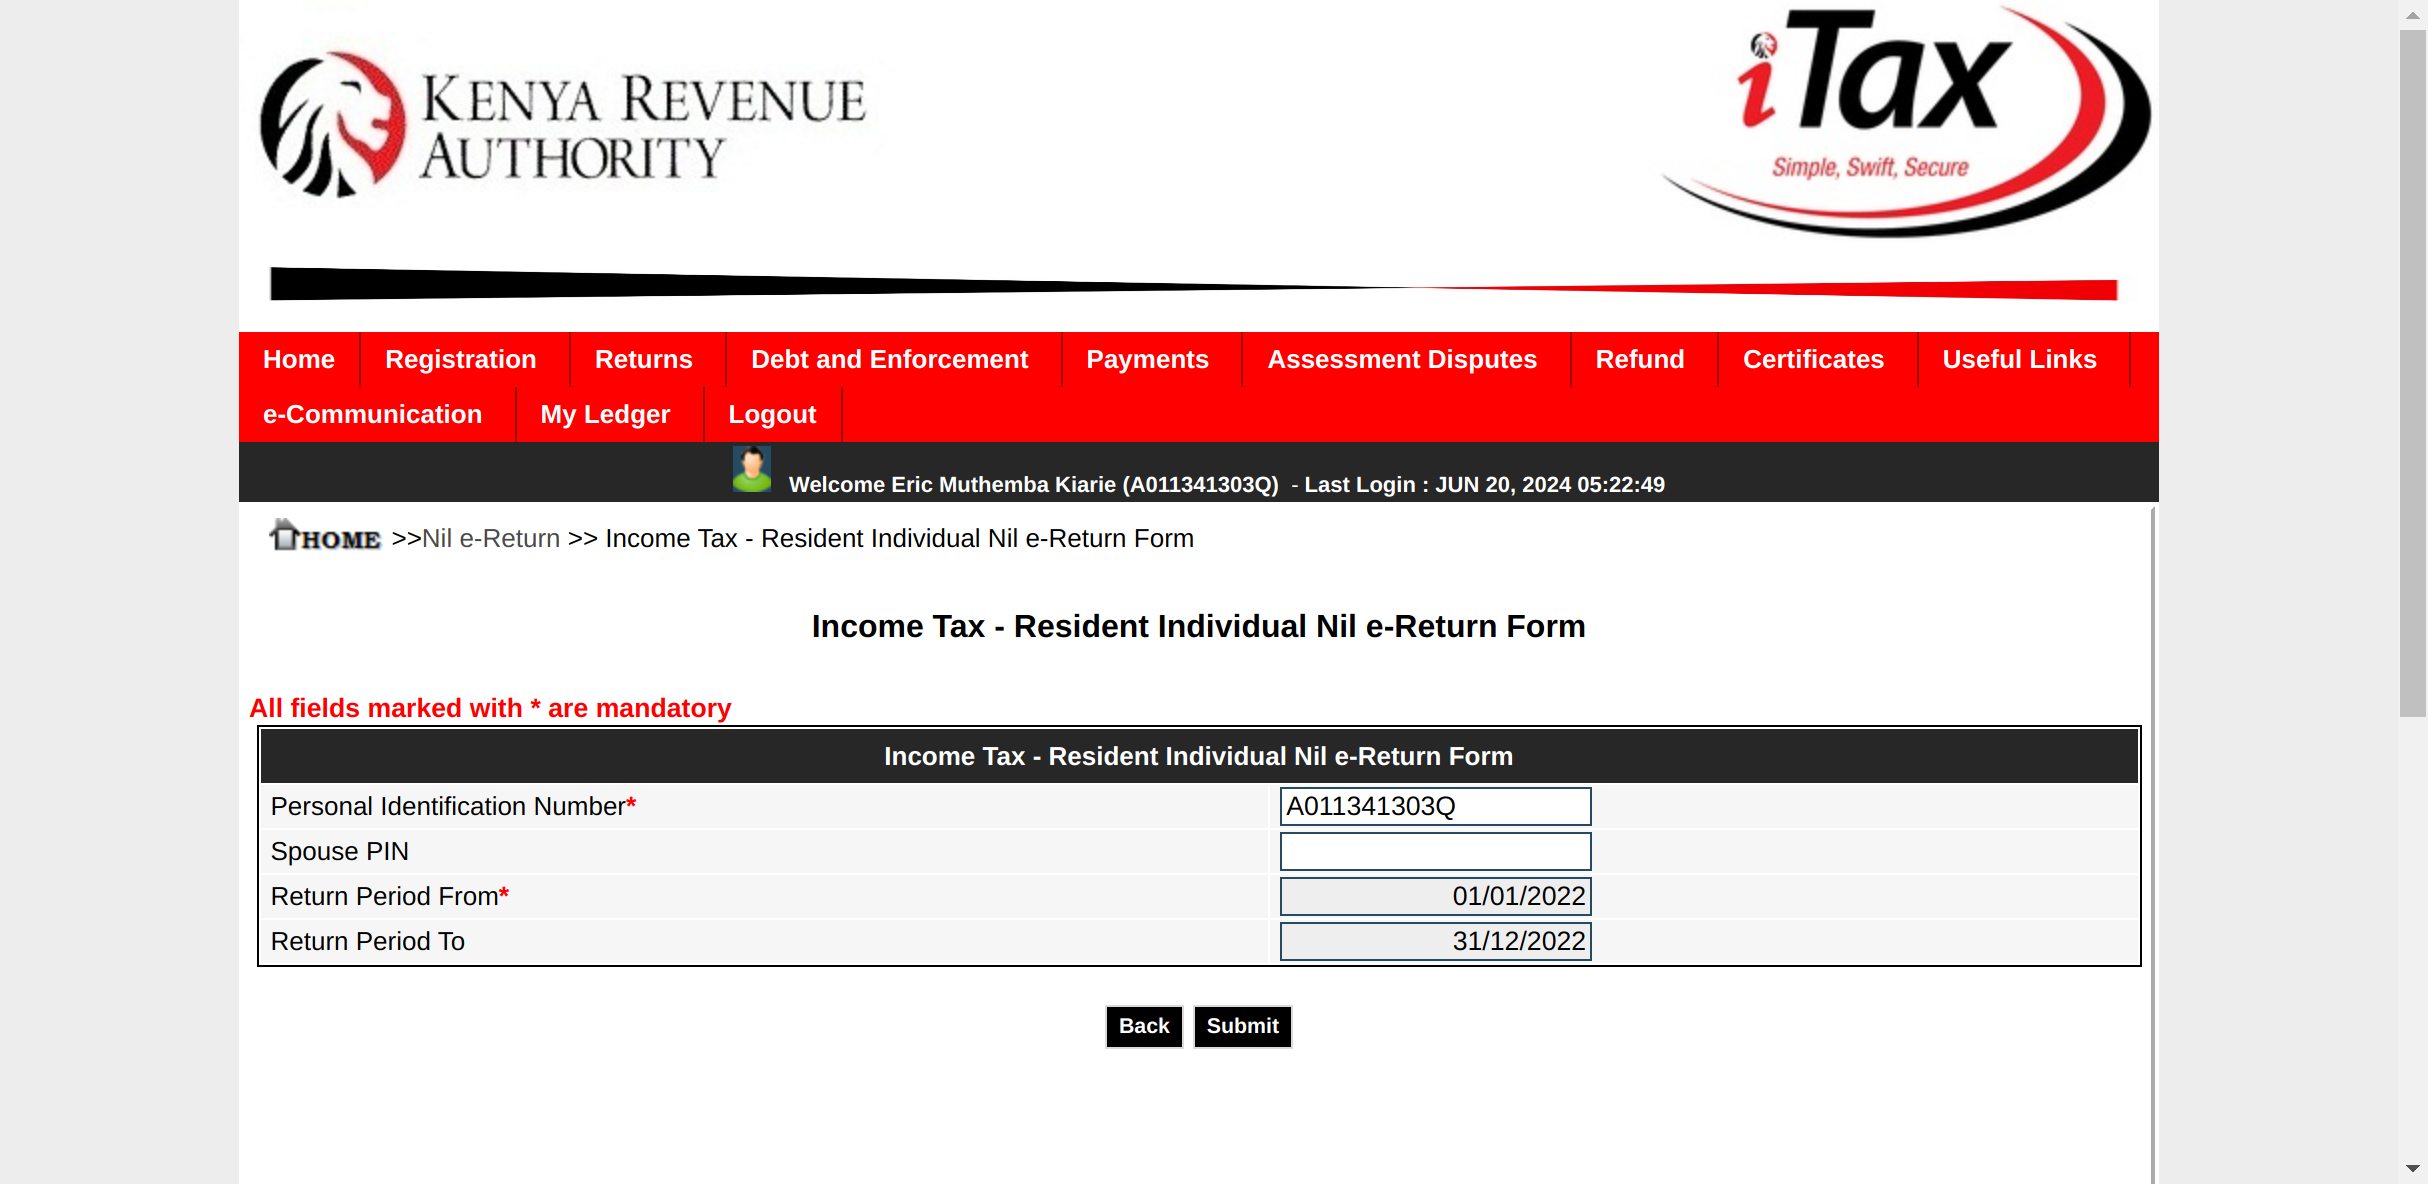 KENYA REVENUE
AUTHORITY
iTax
Simple, Swift, Secure
Home Registration Returns Debt and Enforcement Payments Assessment Disputes Refund Certificates Useful Links
e-Communication My Ledger Logout
Welcome Eric Muthemba Kiarie (A011341303Q) - Last Login : JUN 20, 2024 05:22:49
HOME >>Nil e-Return >> Income Tax - Resident Individual Nil e-Return Form
Income Tax - Resident Individual Nil e-Return Form
All fields marked with * are mandatory
Income Tax - Resident Individual Nil e-Return Form
Personal Identification Number* A011341303Q
Spouse PIN
Return Period From* 01/01/2022
Return Period To 31/12/2022
Back Submit